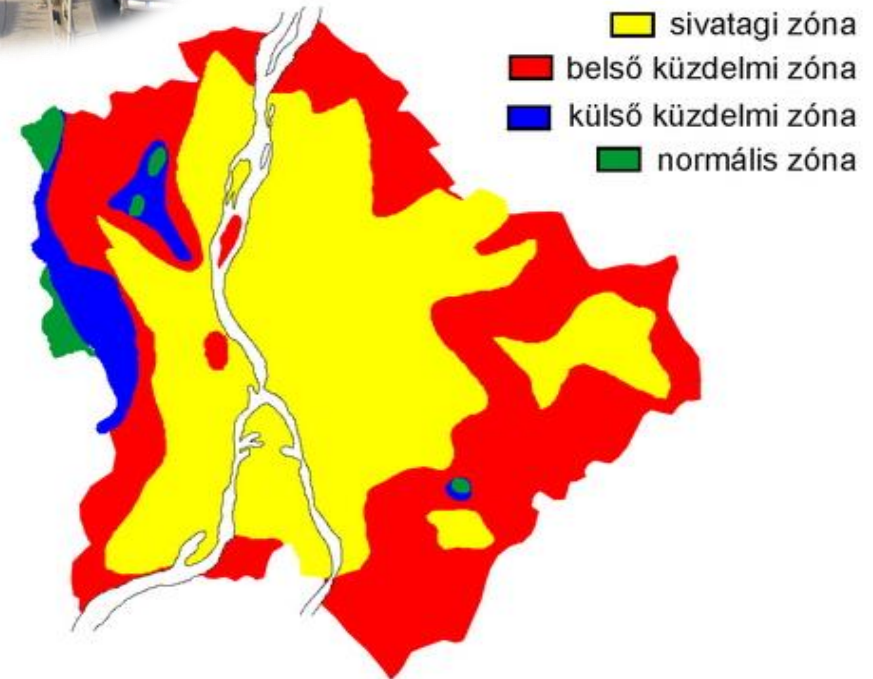 sivatagi zóna
belső küzdelmi zóna
külső küzdelmi zóna
normális zóna